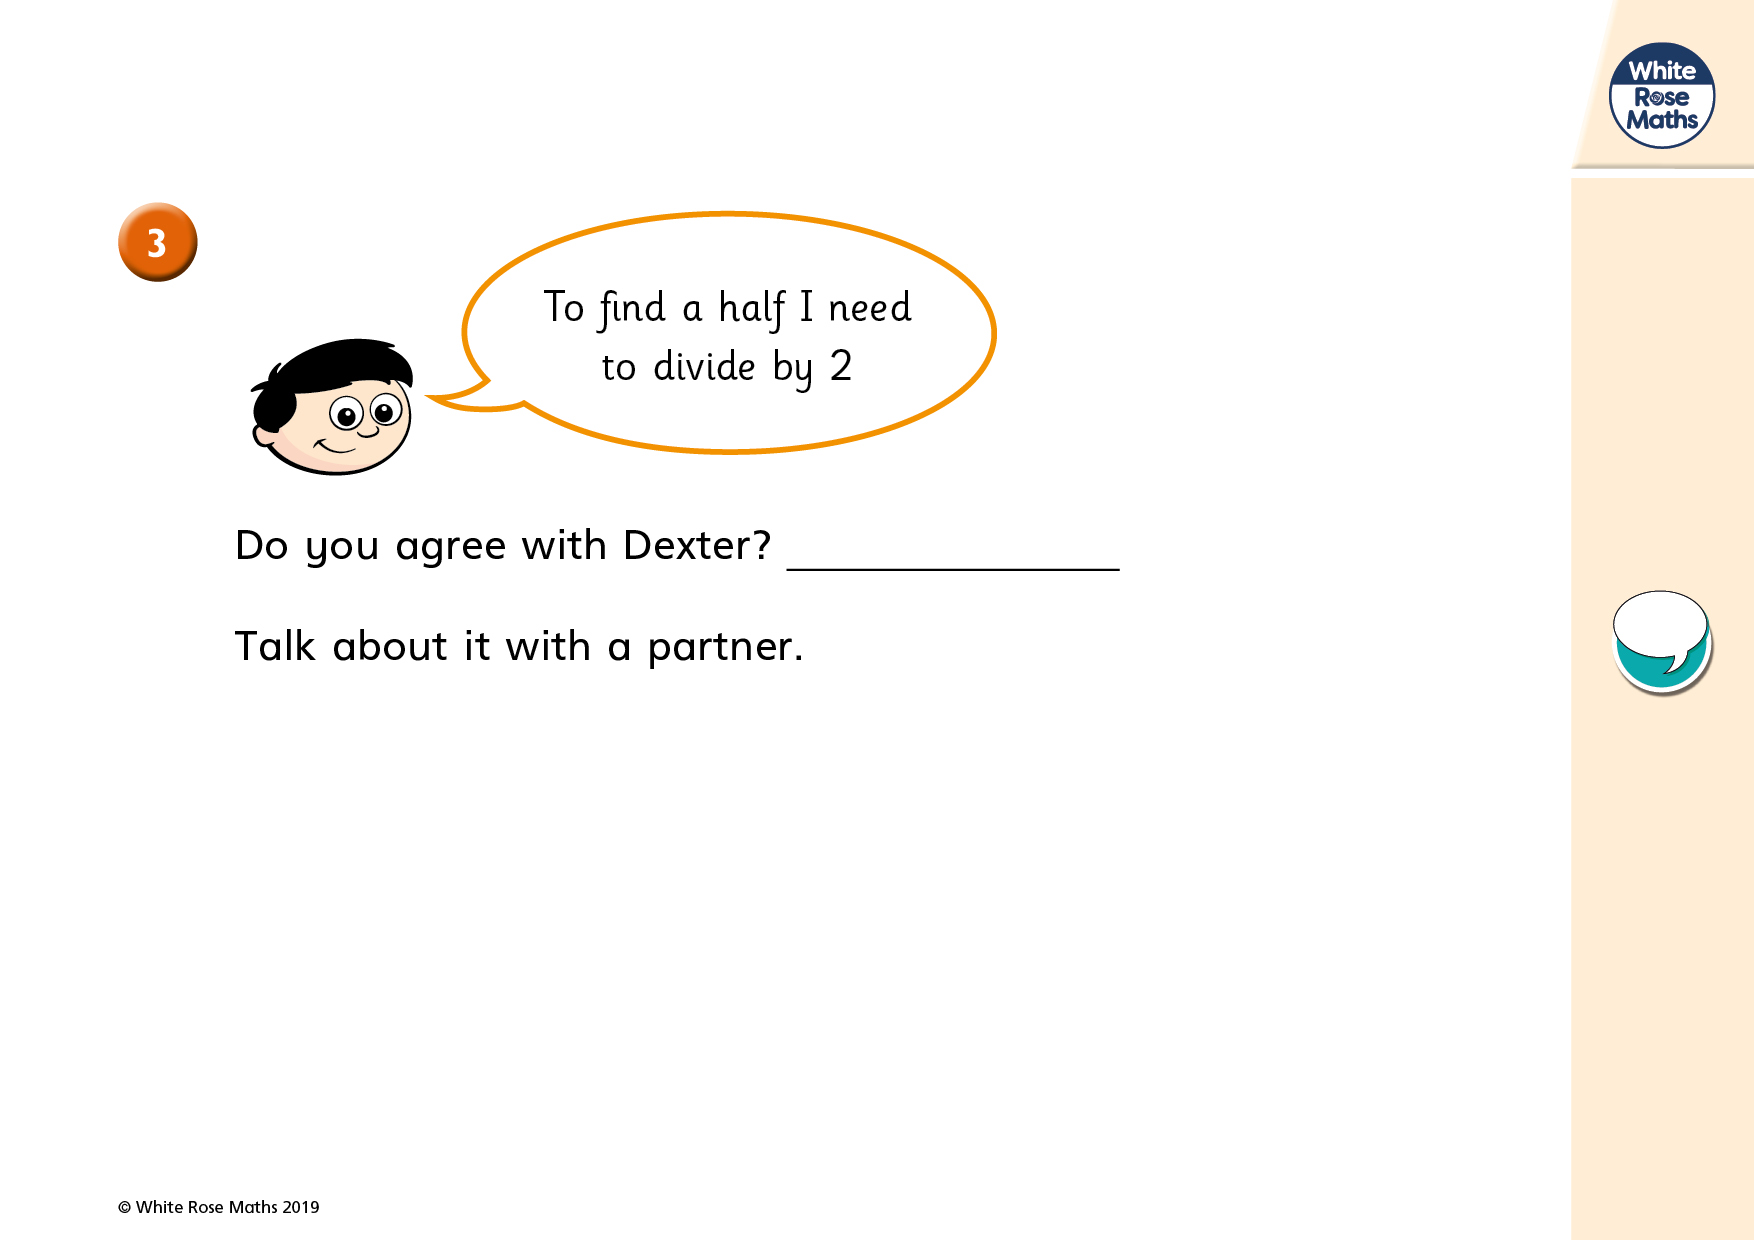 White
Rose
Maths
3
To find a half I need
to divide by 2
Do you agree with Dexter? _______________
Talk about it with a partner.
© White Rose Maths 2019